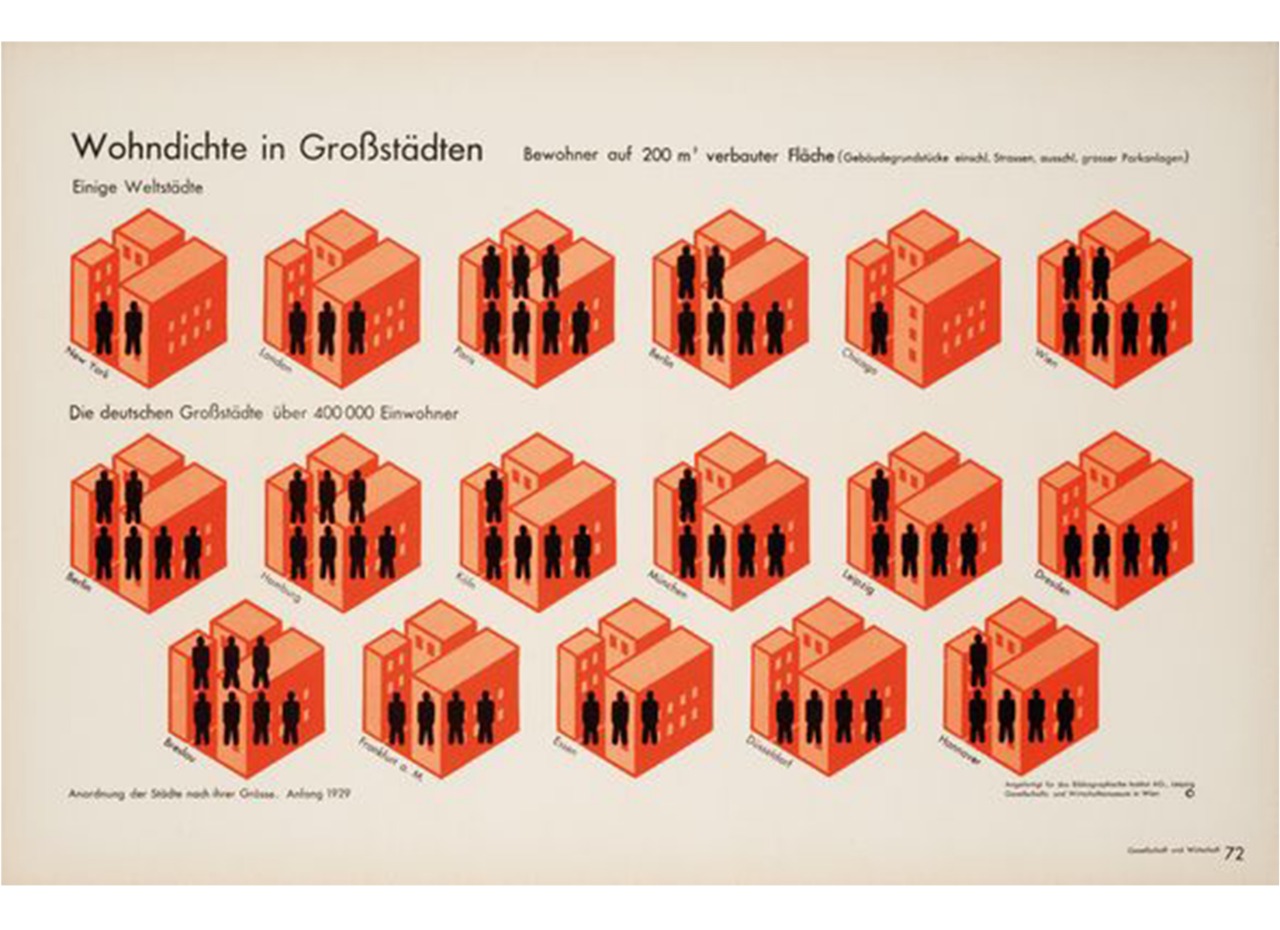 Wohndichte in Großstädten
Bewohner auf 200 m² verbauter Fläche (Gebäudegrundstücke einschl. Strassen, ausschl. grosser Parkanlagen)
Einige Weltstädte
New York
London
Paris
Berlin
Chicago
Wien
Die deutschen Großstädte über 400 000 Einwohner
Berlin
Hamburg
Köln
München
Leipzig
Dresden
Breslau
Frankfurt a. M.
Essen
Düsseldorf
Hannover
Anordnung der Städte nach ihrer Grösse. Anfang 1929
Angefertigt für das Bibliographische Institut AG., Leipzig
Gesellschafts- und Wirtschaftsmuseum in Wien ©
Gesellschaft und Wirtschaft 72